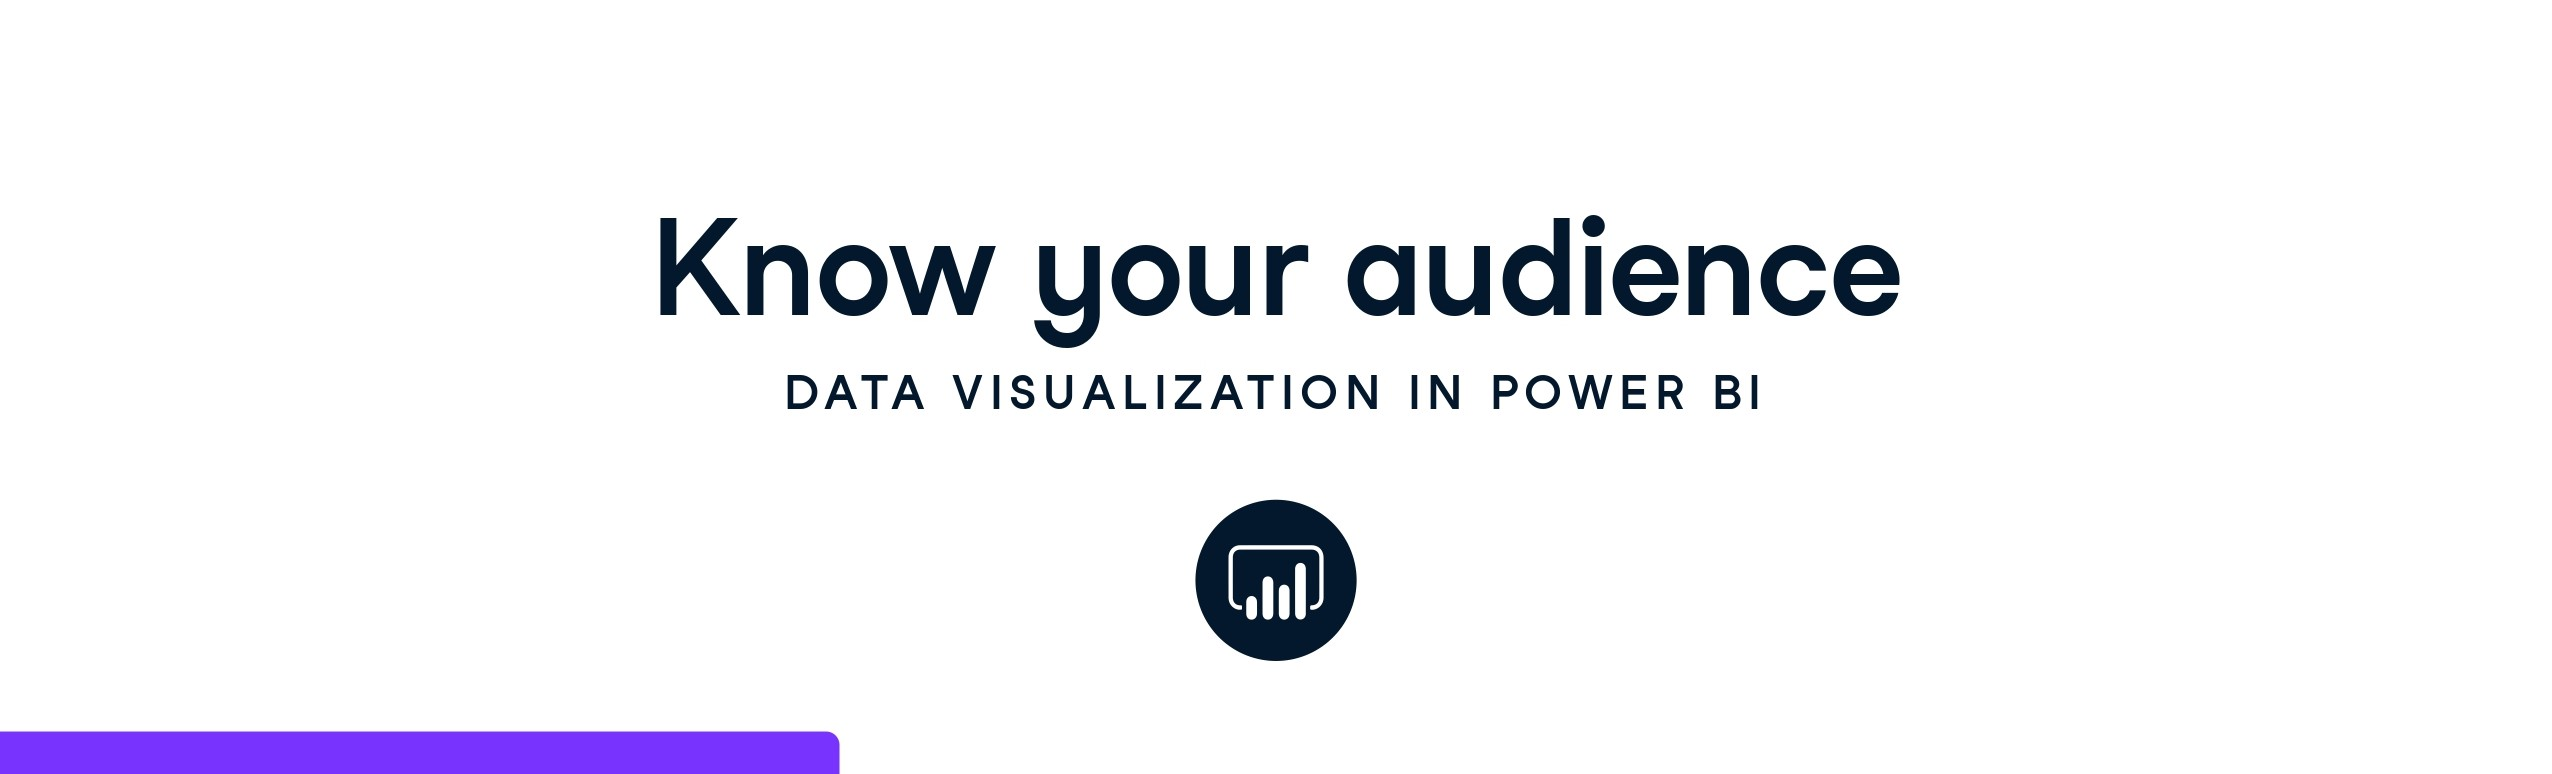 Know your audience
DATA VISUALIZATION IN POWER BI